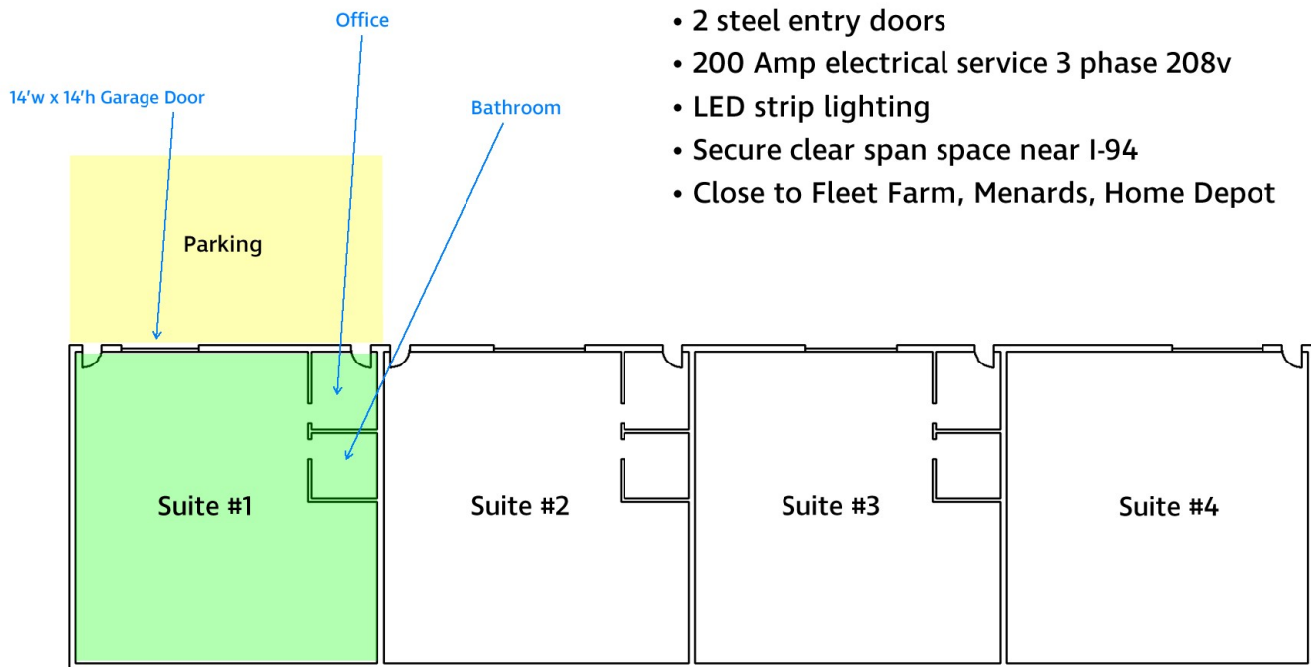 Office
• 2 steel entry doors
• 200 Amp electrical service 3 phase 208v
14'w x 14'h Garage Door
Bathroom
• LED strip lighting
• Secure clear span space near I-94
• Close to Fleet Farm, Menards, Home Depot
Parking
Suite #1
Suite #2
Suite #3
Suite #4